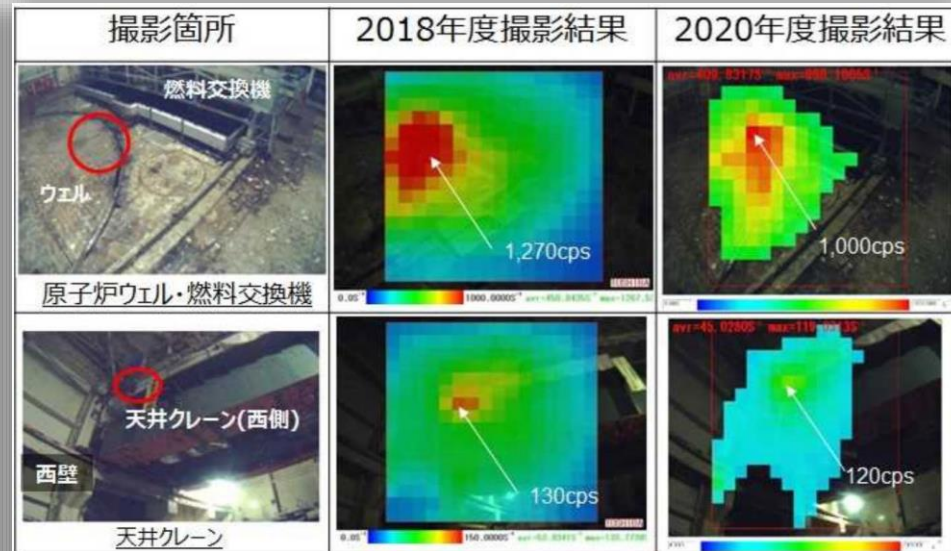 撮影箇所
2018年度撮影結果
2020年度撮影結果
燃料交換機
ウェル
原子炉ウェル・燃料交換機
1,270cps
TOSHIBA
1,000cps
天井クレーン(西側)
西壁
天井クレーン
130cps
TOSHIBA
120cps